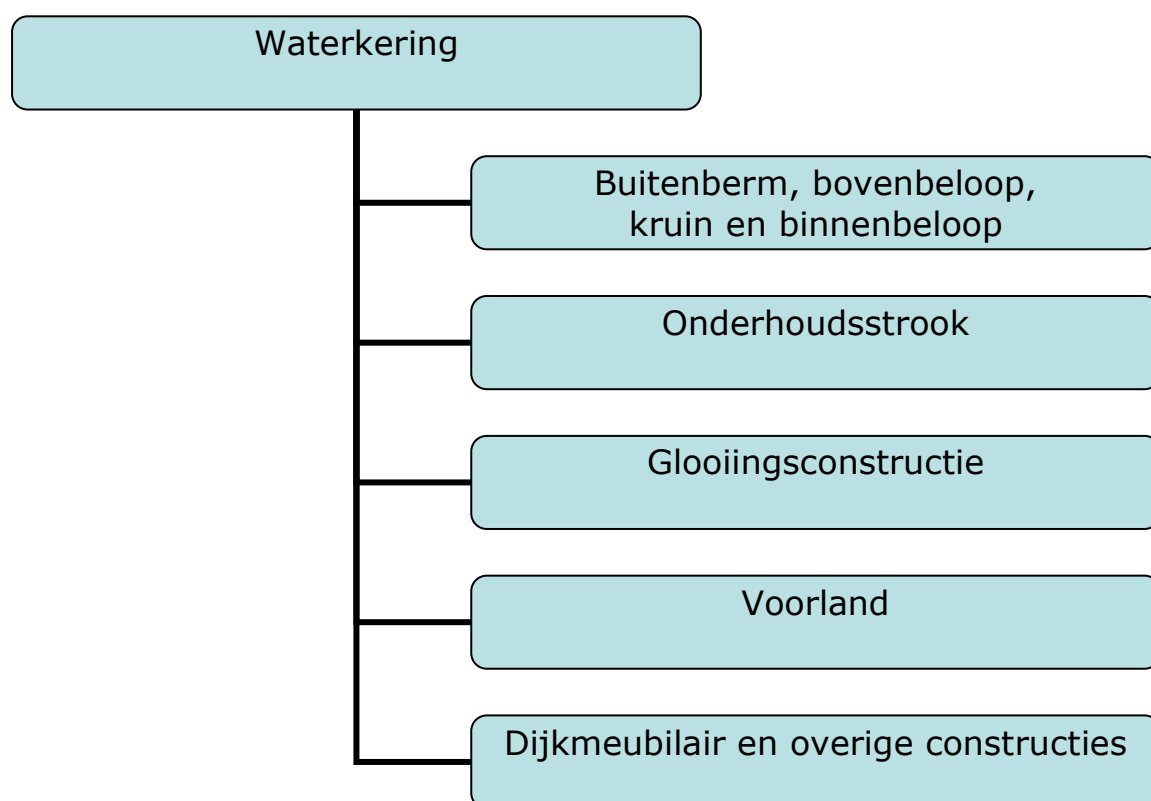 Waterkering
Buitenberm, bovenbeloop,
kruin en binnenbeloop
Onderhoudsstrook
Glooiingsconstructie
Voorland
Dijkmeubilair en overige constructies